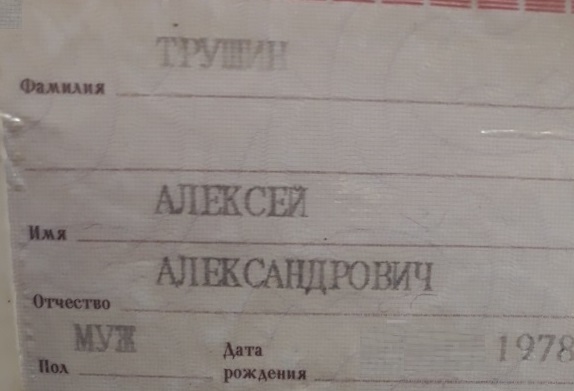 ТРУШИН
Фамилия
АЛЕКСЕЙ
Имя
АЛЕКСАНДРОВИЧ
Отчество
МУЖ
Пол
Дата
рождения
1978